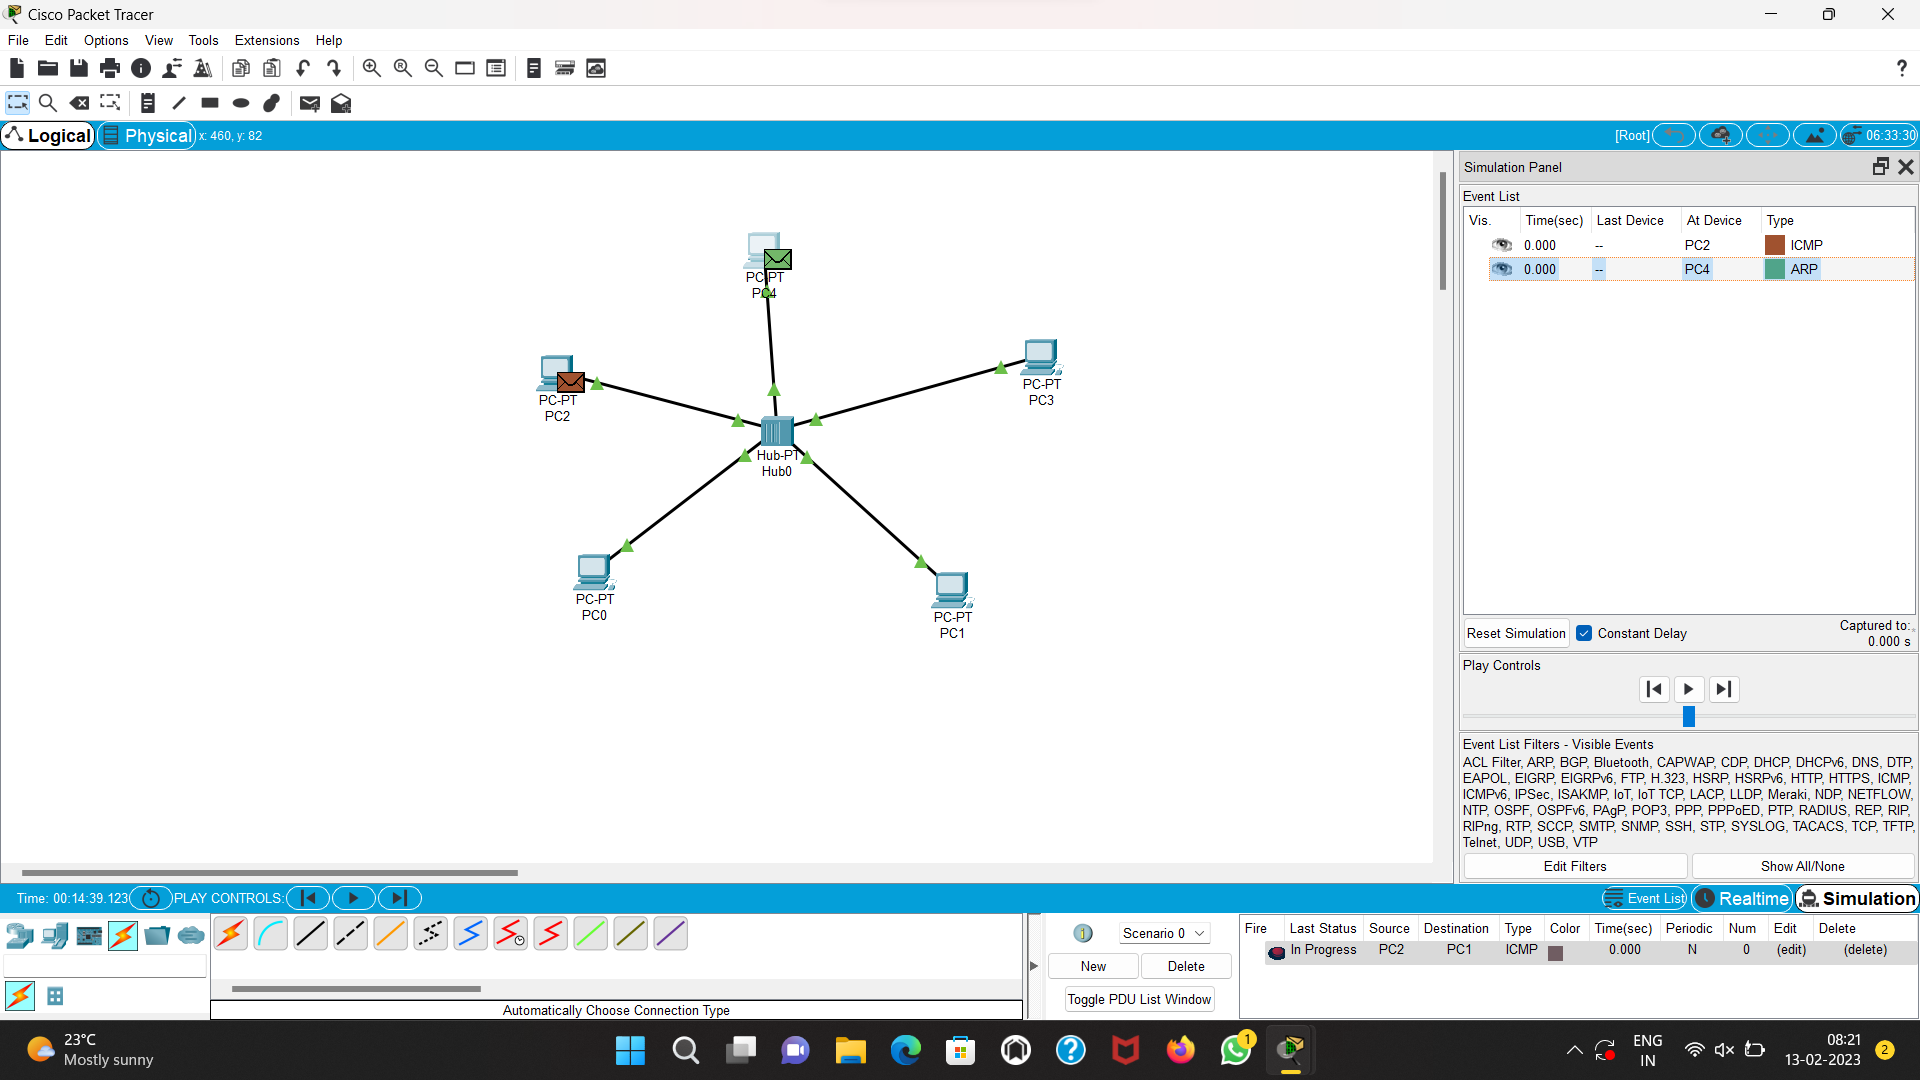 Cisco Packet Tracer
File Edit Options View Tools Extensions Help
?
Logical Physical x: 460, y: 82
[Root] 06:33:30
Simulation Panel
Event List
Vis. Time(sec) Last Device At Device Type
0.000 -- PC2 ICMP
0.000 -- PC4 ARP
PC-PT
PC4
PC-PT
PC2
PC-PT
PC3
Hub-PT
Hub0
PC-PT
PC0
PC-PT
PC1
Reset Simulation Constant Delay
Captured to:
0.000 s
Play Controls
Event List Filters - Visible Events
ACL Filter, ARP, BGP, Bluetooth, CAPWAP, CDP, DHCP, DHCPv6, DNS, DTP,
EAPOL, EIGRP, EIGRPv6, FTP, H.323, HSRP, HSRPv6, HTTP, HTTPS, ICMP,
ICMPv6, IPSec, ISAKMP, IoT, IoT TCP, LACP, LLDP, Meraki, NDP, NETFLOW,
NTP, OSPF, OSPFv6, PAgP, POP3, PPP, PPPoED, PTP, RADIUS, REP, RIP,
RIPng, RTP, SCCP, SMTP, SNMP, SSH, STP, SYSLOG, TACACS, TCP, TFTP,
Telnet, UDP, USB, VTP
Edit Filters Show All/None
Time: 00:14:39.123 PLAY CONTROLS:
Event List Realtime Simulation
Automatically Choose Connection Type
Scenario 0
New Delete
Toggle PDU List Window
Fire Last Status Source Destination Type Color Time(sec) Periodic Num Edit Delete
In Progress PC2 PC1 ICMP 0.000 N 0 (edit) (delete)
23°C
Mostly sunny
1
ENG
IN
08:21
13-02-2023
2